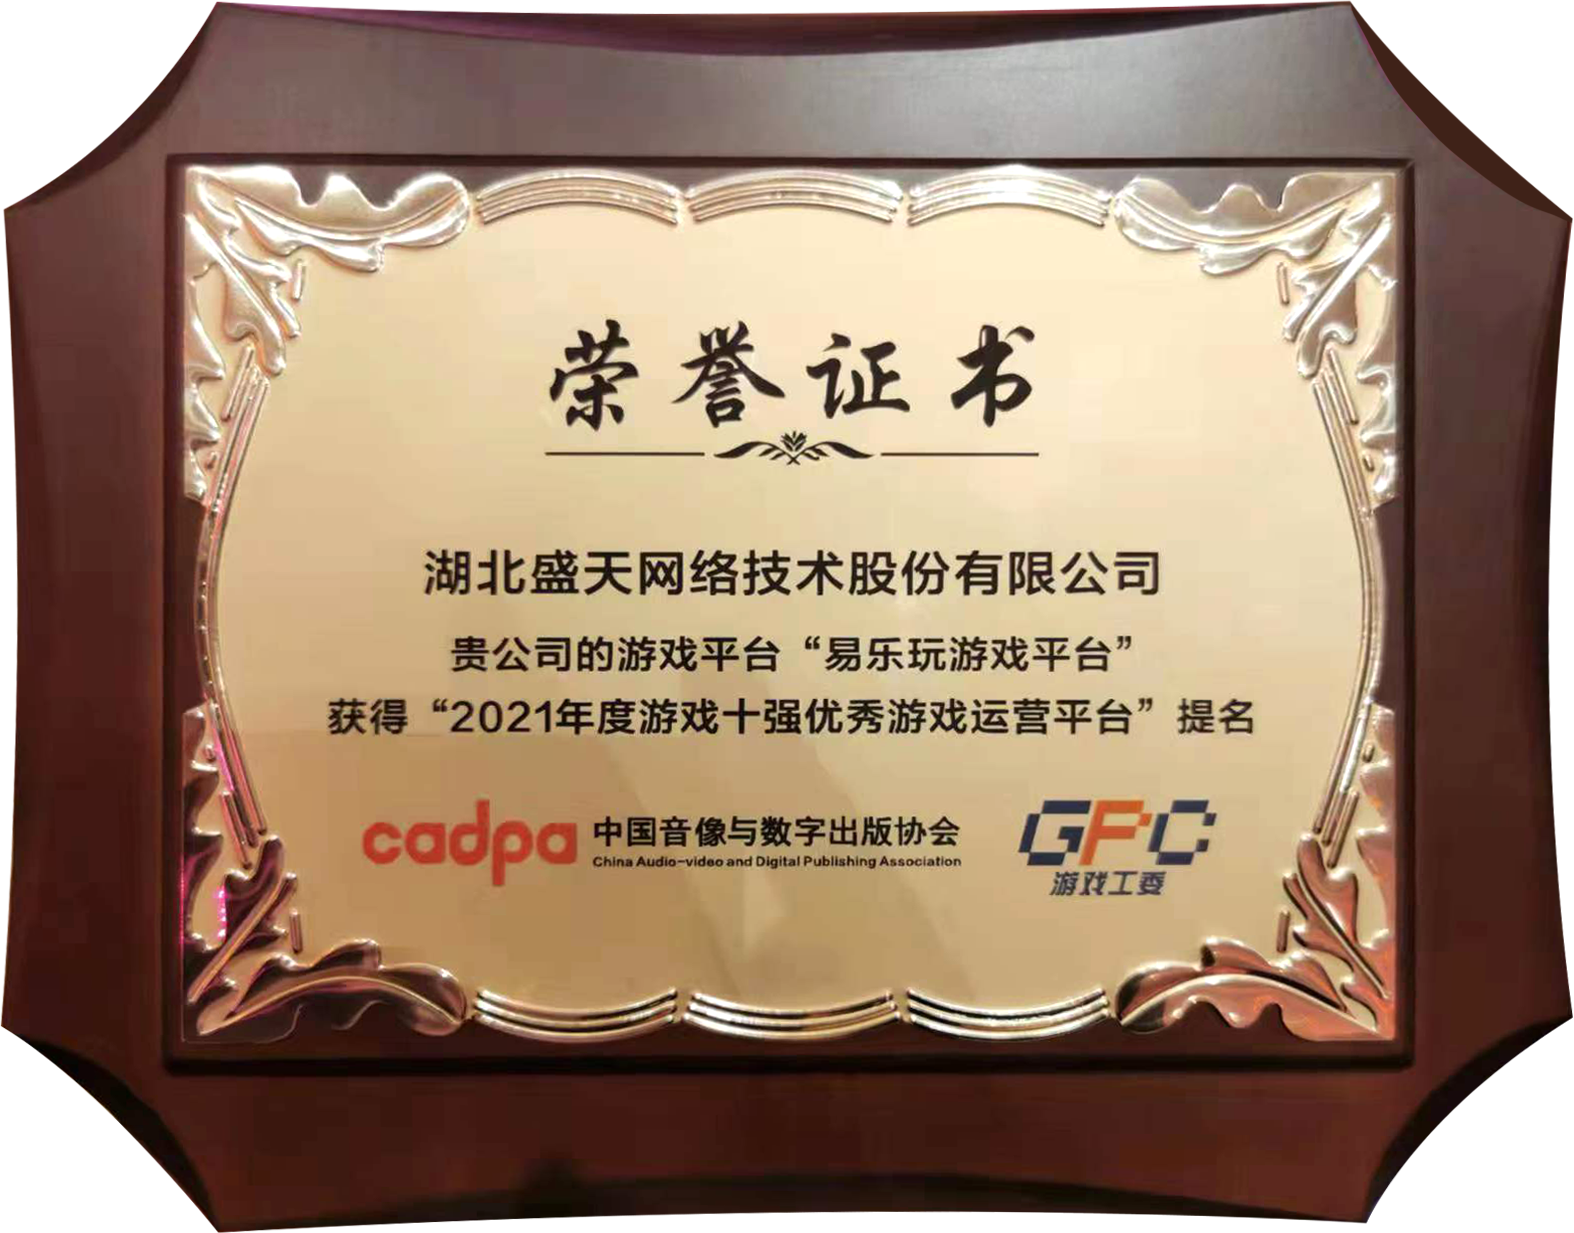 荣誉证书
湖北盛天网络技术股份有限公司
贵公司的游戏平台“易乐玩游戏平台”
获得“2021年度游戏十强优秀游戏运营平台”提名
cadpa 中国音像与数字出版协会
China Audio-video and Digital Publishing Association
GPC
游戏工委